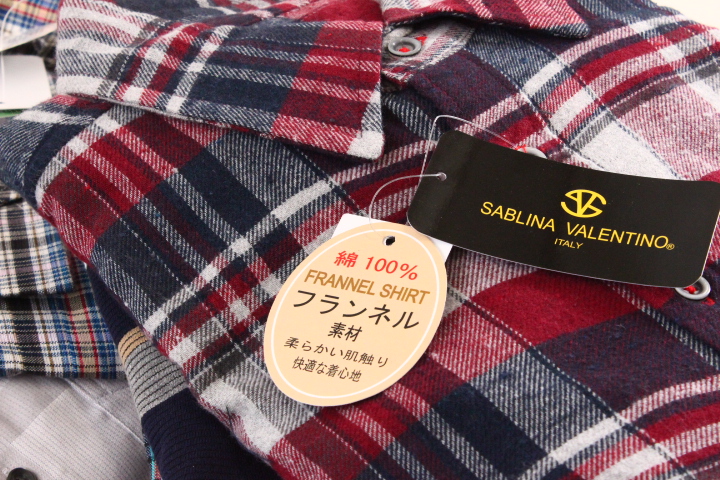 SABLINA VALENTINO®
ITALY
綿 100%
FRANNEL SHIRT
フランネル
素材
柔らかい肌触り
快適な着心地